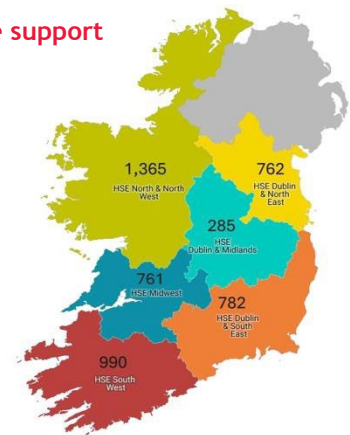 support
1,365
HSE North & North
West
762
HSE Dublin
& North
East
285
HSE
Dublin & Midlands
761
HSE Midwest
782
HSE Dublin
& South
East
990
HSE South
West